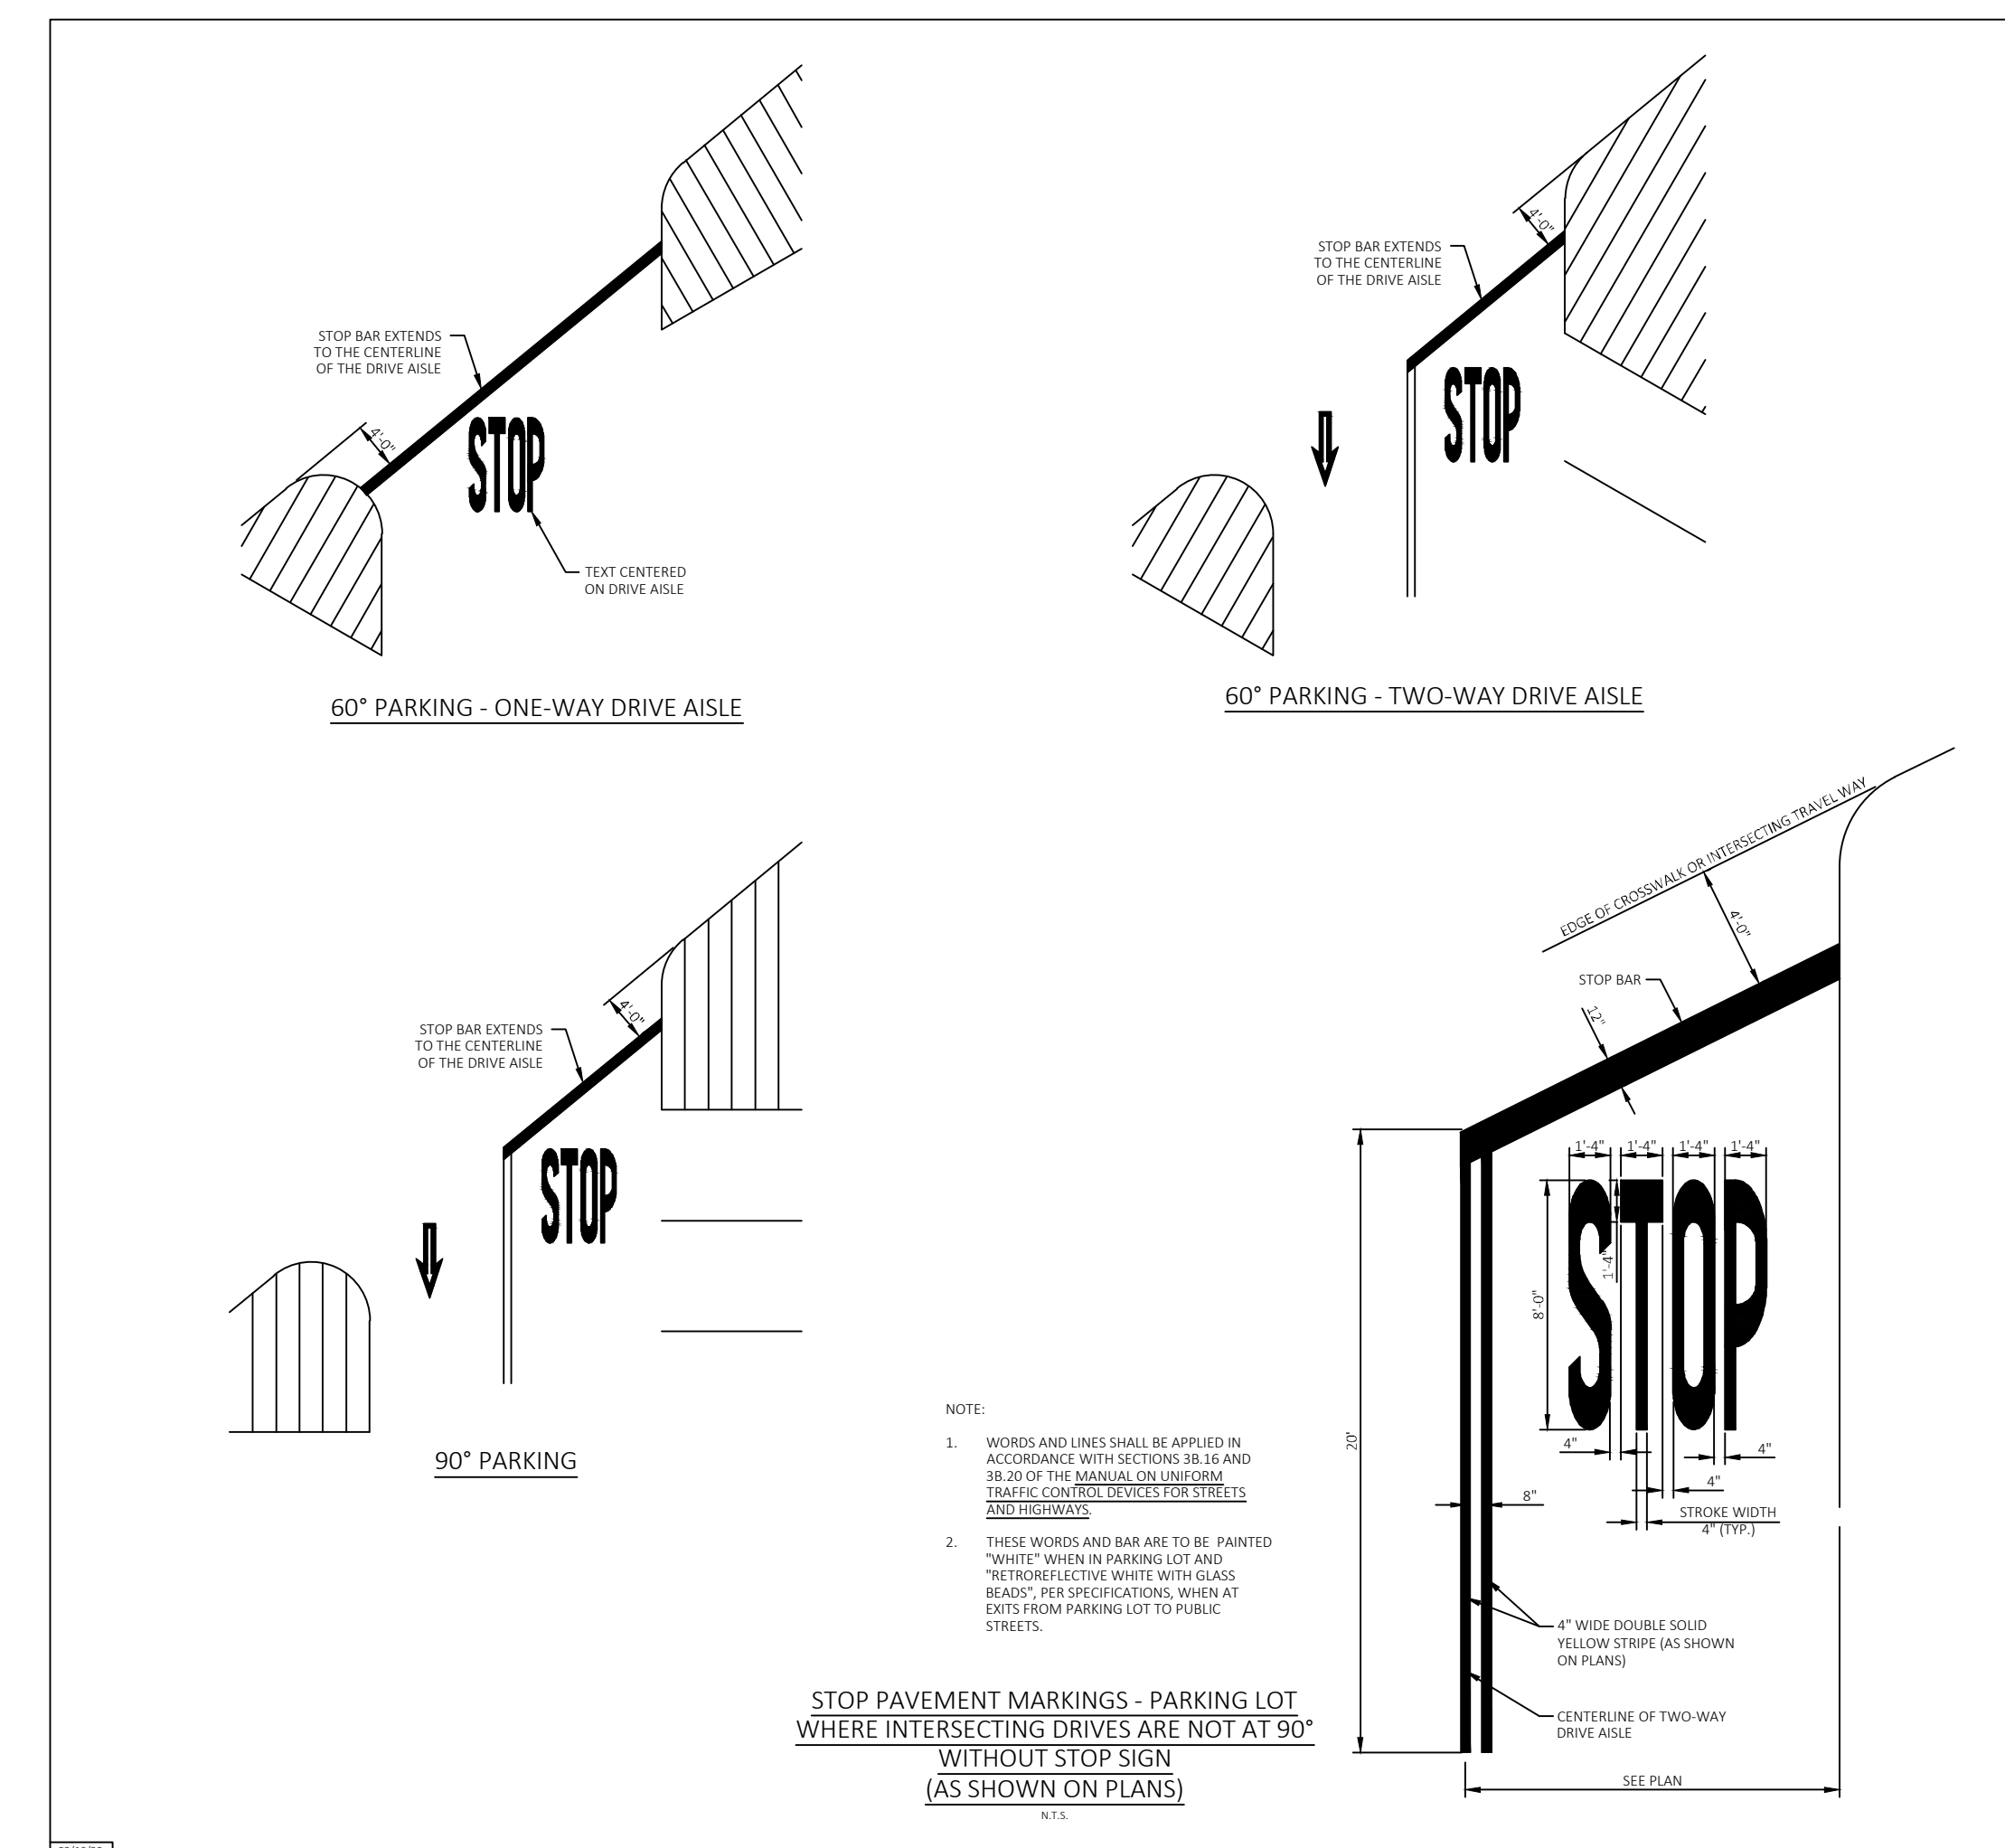 4'-0"
STOP BAR EXTENDS
TO THE CENTERLINE
OF THE DRIVE AISLE
4'-0"
STOP
TEXT CENTERED
ON DRIVE AISLE
60° PARKING - ONE-WAY DRIVE AISLE
STOP BAR EXTENDS
TO THE CENTERLINE
OF THE DRIVE AISLE
STOP
60° PARKING - TWO-WAY DRIVE AISLE
STOP BAR EXTENDS
TO THE CENTERLINE
OF THE DRIVE AISLE
4'-0"
STOP
90° PARKING
EDGE OF CROSSWALK OR INTERSECTING TRAVEL WAY
4'-0"
STOP BAR
12"
1'-4" 1'-4" 1'-4" 1'-4"
STOP
1'-4"
8'-0"
4"
4"
4"
8"
STROKE WIDTH
4" (TYP.)
20'
4" WIDE DOUBLE SOLID
YELLOW STRIPE (AS SHOWN
ON PLANS)
CENTERLINE OF TWO-WAY
DRIVE AISLE
SEE PLAN
NOTE:
1. WORDS AND LINES SHALL BE APPLIED IN
ACCORDANCE WITH SECTIONS 3B.16 AND
3B.20 OF THE MANUAL ON UNIFORM
TRAFFIC CONTROL DEVICES FOR STREETS
AND HIGHWAYS.
2. THESE WORDS AND BAR ARE TO BE PAINTED
"WHITE" WHEN IN PARKING LOT AND
"RETROREFLECTIVE WHITE WITH GLASS
BEADS", PER SPECIFICATIONS, WHEN AT
EXITS FROM PARKING LOT TO PUBLIC
STREETS.
STOP PAVEMENT MARKINGS - PARKING LOT
WHERE INTERSECTING DRIVES ARE NOT AT 90°
WITHOUT STOP SIGN
(AS SHOWN ON PLANS)
N.T.S.